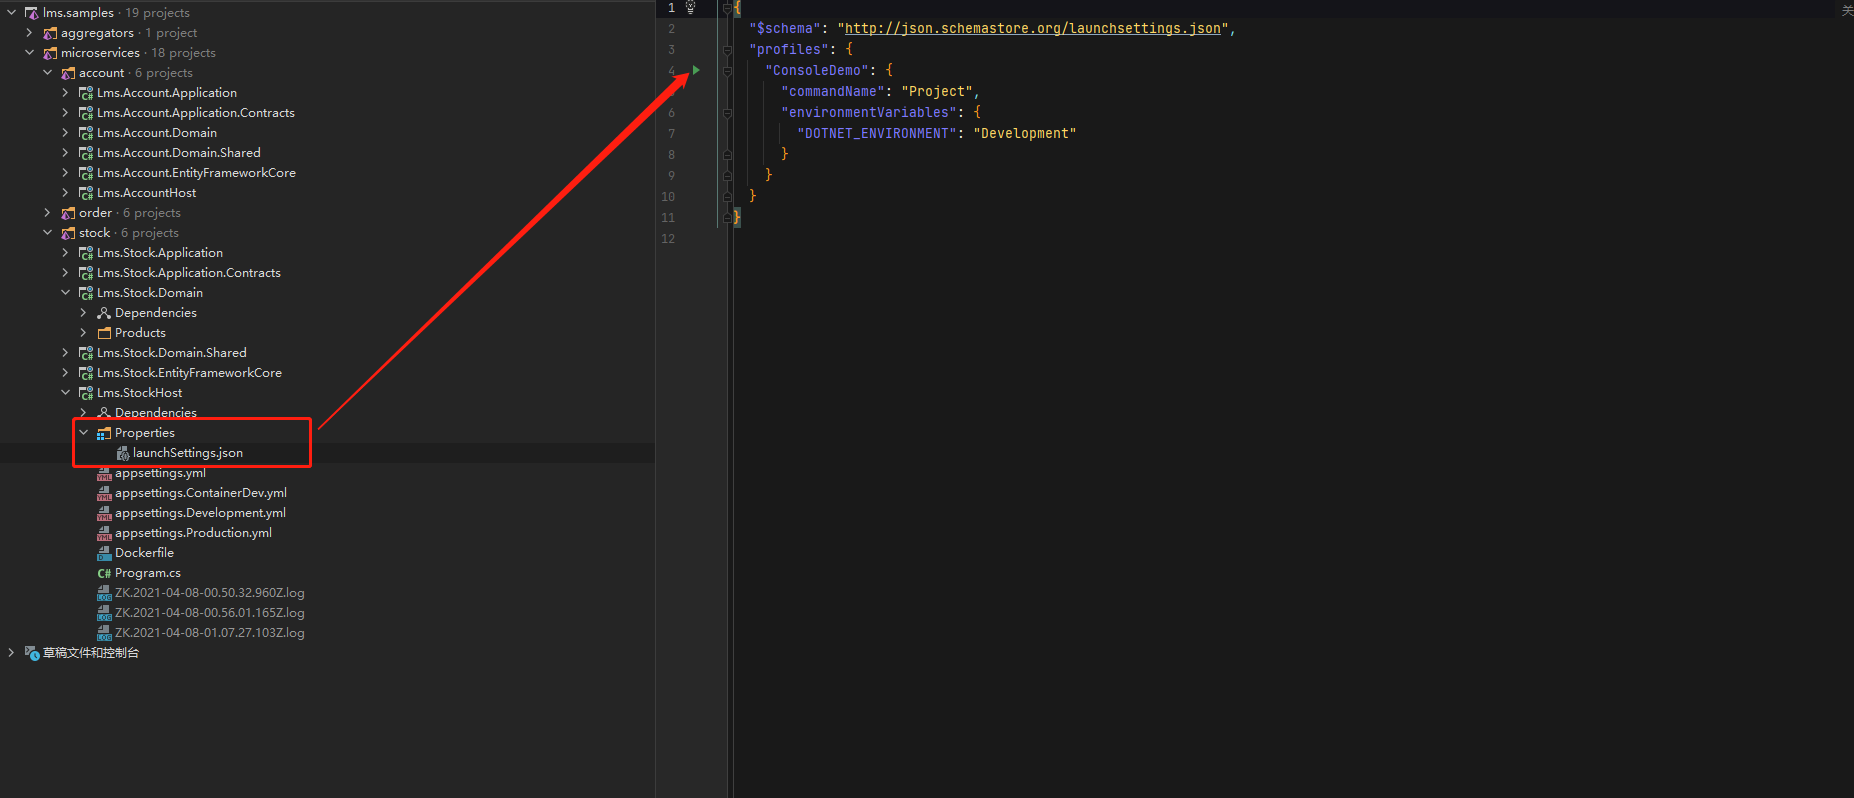 lms.samples · 19 projects
aggregators · 1 project
microservices · 18 projects
account · 6 projects
Lms.Account.Application
Lms.Account.Application.Contracts
Lms.Account.Domain
Lms.Account.Domain.Shared
Lms.Account.EntityFrameworkCore
Lms.AccountHost
order · 6 projects
stock · 6 projects
Lms.Stock.Application
Lms.Stock.Application.Contracts
Lms.Stock.Domain
Dependencies
Products
Lms.Stock.Domain.Shared
Lms.Stock.EntityFrameworkCore
Lms.StockHost
Dependencies
Properties
launchSettings.json
appsettings.yml
appsettings.ContainerDev.yml
appsettings.Development.yml
appsettings.Production.yml
Dockerfile
Program.cs
ZK.2021-04-08-00.50.32.960Z.log
ZK.2021-04-08-00.56.01.165Z.log
ZK.2021-04-08-01.07.27.103Z.log
草稿文件和控制台
1 {
2 "$schema": "http://json.schemastore.org/launchsettings.json",
3 "profiles": {
4 "ConsoleDemo": {
"commandName": "Project",
6 "environmentVariables": {
7 "DOTNET_ENVIRONMENT": "Development"
8 }
9 }
10 }
11 }
12